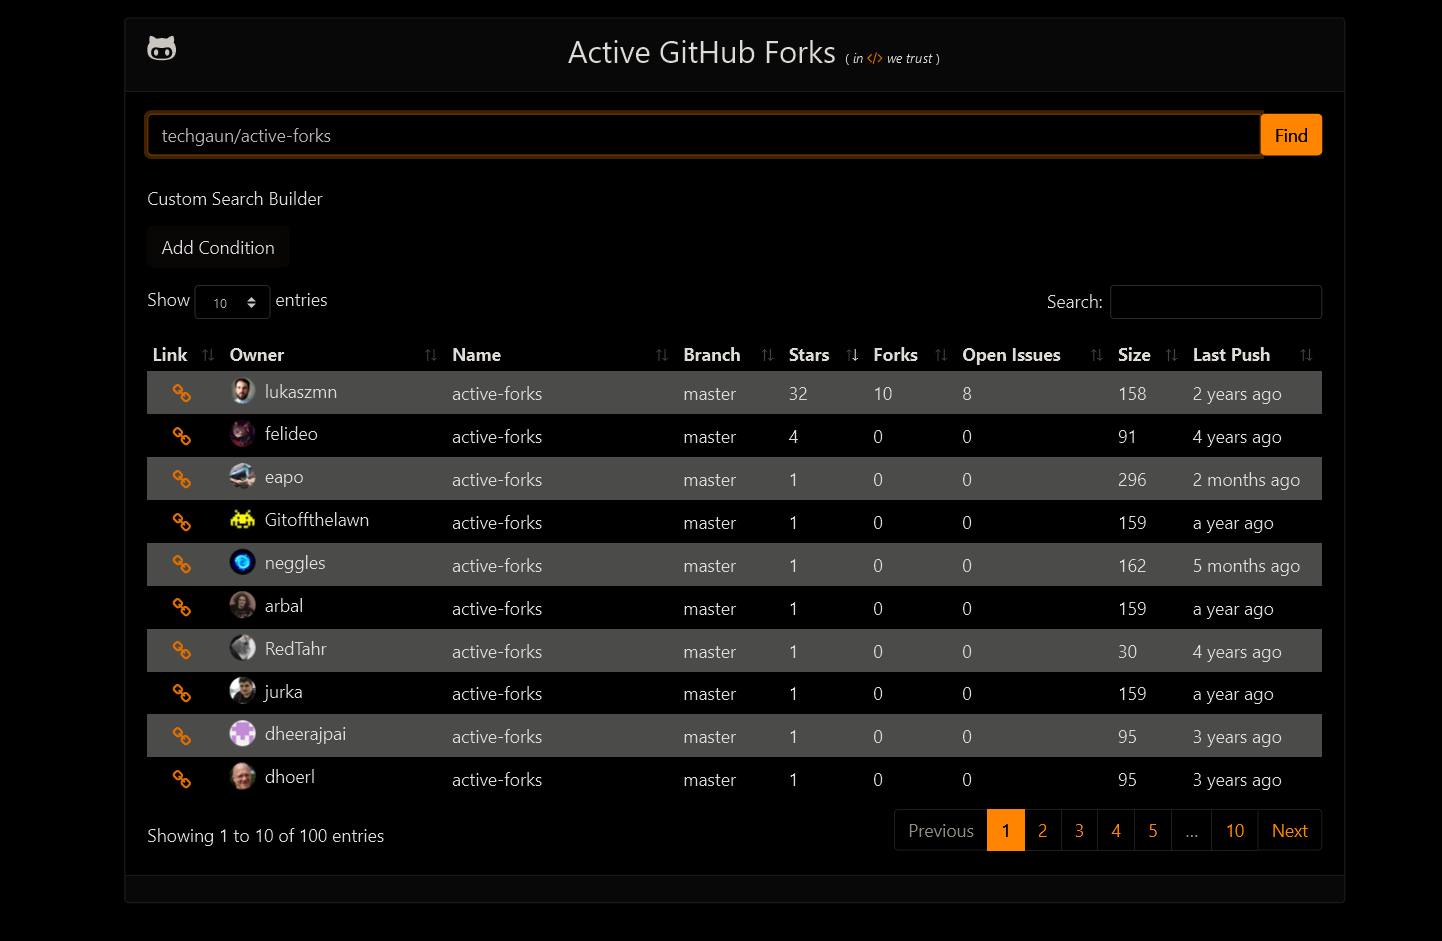 Active GitHub Forks ( in </> we trust )
techgaun/active-forks Find
Custom Search Builder
Add Condition
Show 10 entries Search:
Link Owner Name Branch Stars Forks Open Issues Size Last Push
lukaszmn active-forks master 32 10 8 158 2 years ago
felideo active-forks master 4 0 0 91 4 years ago
eapo active-forks master 1 0 0 296 2 months ago
Gitoffthelawn active-forks master 1 0 0 159 a year ago
neggles active-forks master 1 0 0 162 5 months ago
arbal active-forks master 1 0 0 159 a year ago
RedTahr active-forks master 1 0 0 30 4 years ago
jurka active-forks master 1 0 0 159 a year ago
dheerajpai active-forks master 1 0 0 95 3 years ago
dhoerl active-forks master 1 0 0 95 3 years ago
Showing 1 to 10 of 100 entries Previous 1 2 3 4 5 ... 10 Next